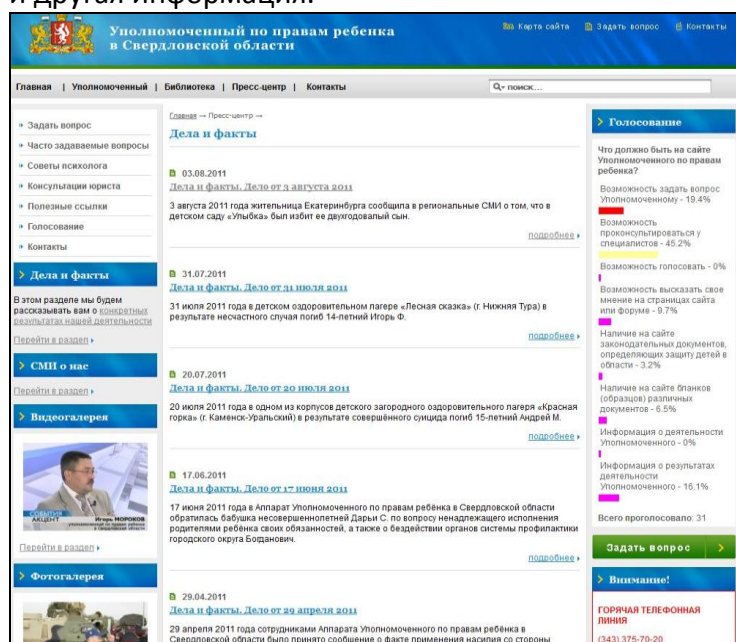 и другая информация.
Уполномоченный по правам ребенка
в Свердловской области
Карта сайта Задать вопрос Контакты
Главная | Уполномоченный | Библиотека | Пресс-центр | Контакты
поиск...
Задать вопрос
Часто задаваемые вопросы
Советы психолога
Консультации юриста
Полезные ссылки
Голосование
Контакты
Дела и факты
В этом разделе мы будем
рассказывать вам о конкретных
результатах нашей деятельности
Перейти в раздел
СМИ о нас
Перейти в раздел
Видеогалерея
СОБЫТИЯ
АКЦЕНТ
Игорь МОРОКОВ
Перейти в раздел
Фотогалерея
Главная → Пресс-центр →
Дела и факты
03.08.2011
Дела и факты. Дело от 3 августа 2011
3 августа 2011 года жительница Екатеринбурга сообщила в региональные СМИ о том, что в
детском саду «Улыбка» был избит ее двухгодовалый сын.
подробнее
31.07.2011
Дела и факты. Дело от 31 июля 2011
31 июля 2011 года в детском оздоровительном лагере «Лесная сказка» (г. Нижняя Тура) в
результате несчастного случая погиб 14-летний Игорь Ф.
подробнее
20.07.2011
Дела и факты. Дело от 20 июля 2011
20 июля 2011 года в одном из корпусов детского загородного оздоровительного лагеря «Красная
горка» (г. Каменск-Уральский) в результате совершённого суицида погиб 15-летний Андрей М.
подробнее
17.06.2011
Дела и факты. Дело от 17 июня 2011
17 июня 2011 года в Аппарат Уполномоченного по правам ребёнка в Свердловской области
обратилась бабушка несовершеннолетней Дарьи С. по вопросу ненадлежащего исполнения
родителями ребёнка своих обязанностей, а также о бездействии органов системы профилактики
городского округа Богданович.
подробнее
29.04.2011
Дела и факты. Дело от 29 апреля 2011
29 апреля 2011 года сотрудниками Аппарата Уполномоченного по правам ребёнка в
Свердловской области было принято сообщение о факте применения насилия со стороны
Голосование
Что должно быть на сайте
Уполномоченного по правам
ребенка?
Возможность задать вопрос
Уполномоченному - 19.4%
Возможность
проконсультироваться у
специалистов - 45.2%
Возможность голосовать - 0%
Возможность высказать свое
мнение на страницах сайта
или форуме - 9.7%
Наличие на сайте
законодательных документов,
определяющих защиту детей в
области - 3.2%
Наличие на сайте бланков
(образцов) различных
документов - 6.5%
Информация о деятельности
Уполномоченного - 0%
Информация о результатах
деятельности
Уполномоченного - 16.1%
Всего проголосовало: 31
Задать вопрос
Внимание!
ГОРЯЧАЯ ТЕЛЕФОННАЯ
ЛИНИЯ
(343) 375-70-20